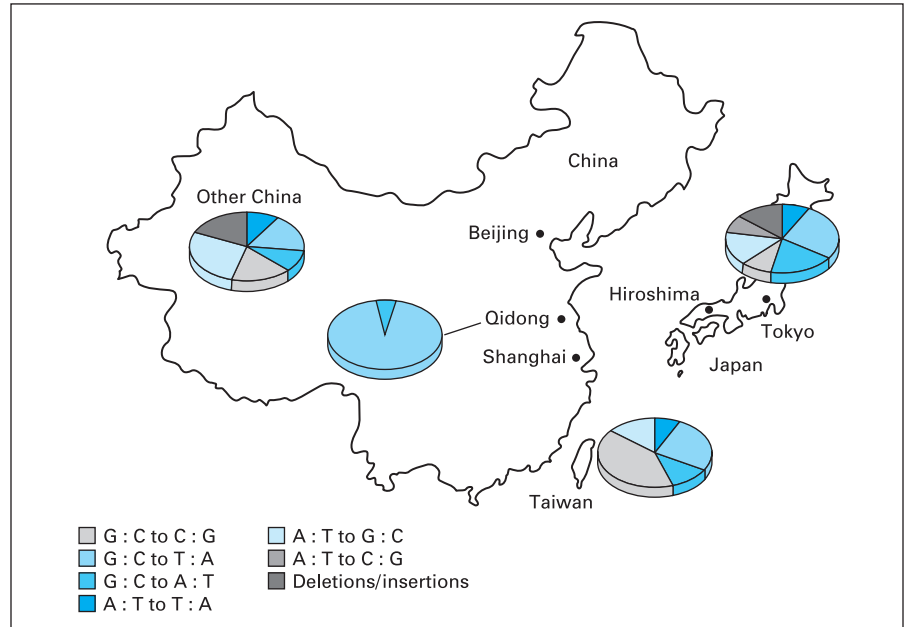 China
Other China
Beijing
Hiroshima
Qidong
Tokyo
Shanghai
Japan
Taiwan
G : C to C : G
G : C to T : A
G : C to A : T
A : T to T : A
A : T to G : C
A : T to C : G
Deletions/insertions